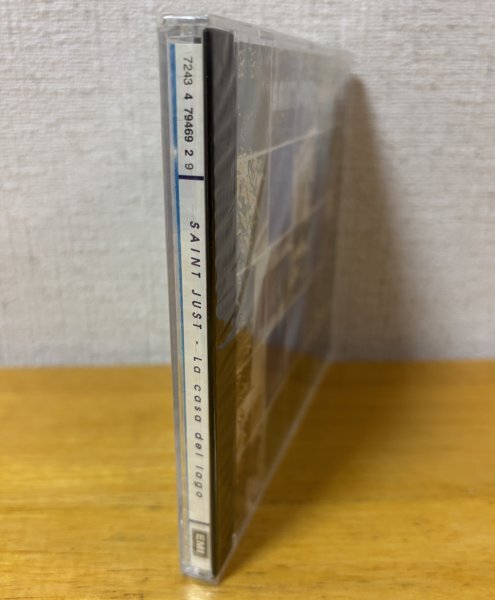 7243 4 79469 2 9
SAINT JUST - La casa del lago
EMI